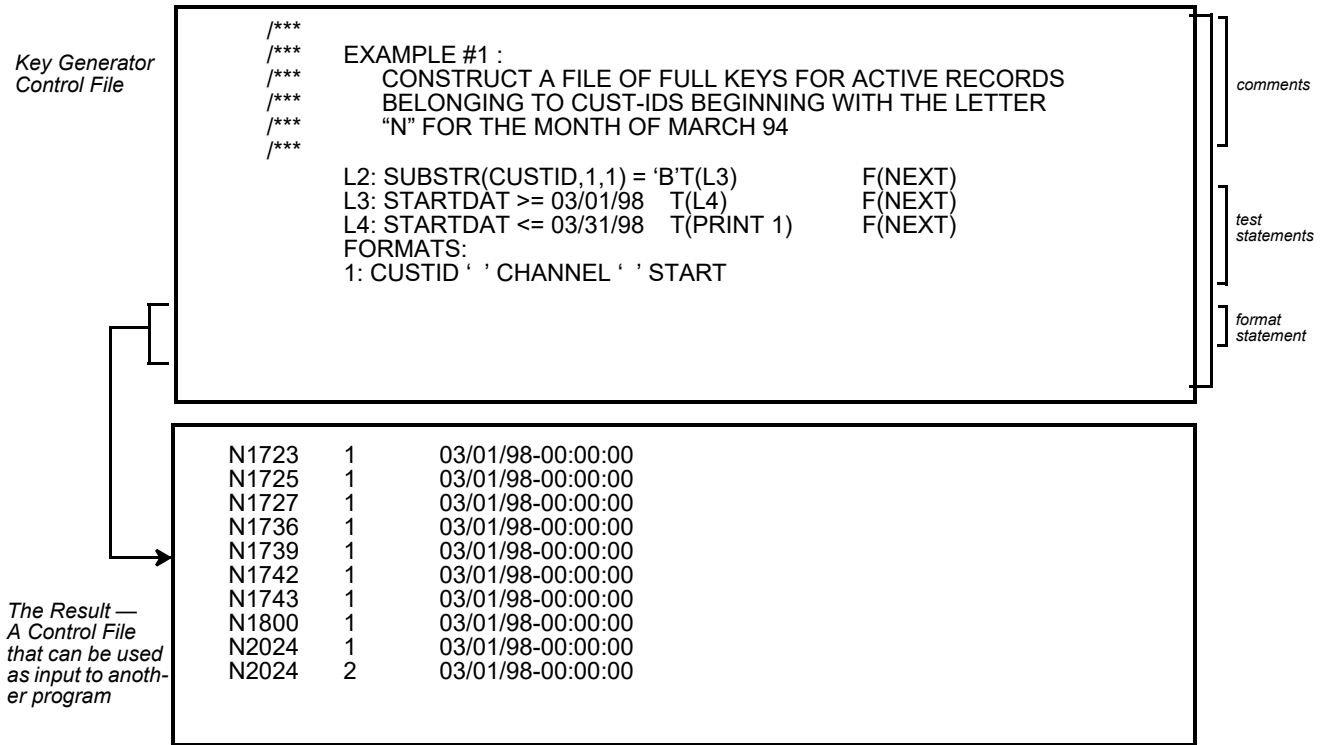 Key Generator
Control File
/***
/*** EXAMPLE #1 :
/*** CONSTRUCT A FILE OF FULL KEYS FOR ACTIVE RECORDS
/*** BELONGING TO CUST-IDS BEGINNING WITH THE LETTER
/*** “N” FOR THE MONTH OF MARCH 94
/***
L2: SUBSTR(CUSTID,1,1) = ‘B’T(L3) F(NEXT)
L3: STARTDAT >= 03/01/98 T(L4) F(NEXT)
L4: STARTDAT <= 03/31/98 T(PRINT 1) F(NEXT)
FORMATS:
1: CUSTID ‘ ’ CHANNEL ‘ ’ START
comments
test
statements
format
statement
N1723 1 03/01/98-00:00:00
N1725 1 03/01/98-00:00:00
N1727 1 03/01/98-00:00:00
N1736 1 03/01/98-00:00:00
N1739 1 03/01/98-00:00:00
N1742 1 03/01/98-00:00:00
N1743 1 03/01/98-00:00:00
N1800 1 03/01/98-00:00:00
N2024 1 03/01/98-00:00:00
N2024 2 03/01/98-00:00:00
The Result —
A Control File
that can be used
as input to anoth-
er program